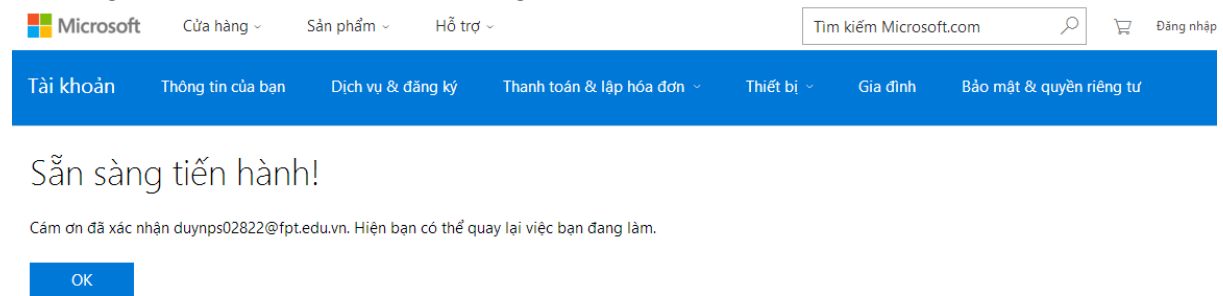 Microsoft Cửa hàng Sản phẩm Hỗ trợ Tìm kiếm Microsoft.com Đăng nhập
Tài khoản Thông tin của bạn Dịch vụ & đăng ký Thanh toán & lập hóa đơn Thiết bị Gia đình Bảo mật & quyền riêng tư
Sẵn sàng tiến hành!
Cám ơn đã xác nhận duynps02822@fpt.edu.vn. Hiện bạn có thể quay lại việc bạn đang làm.
OK